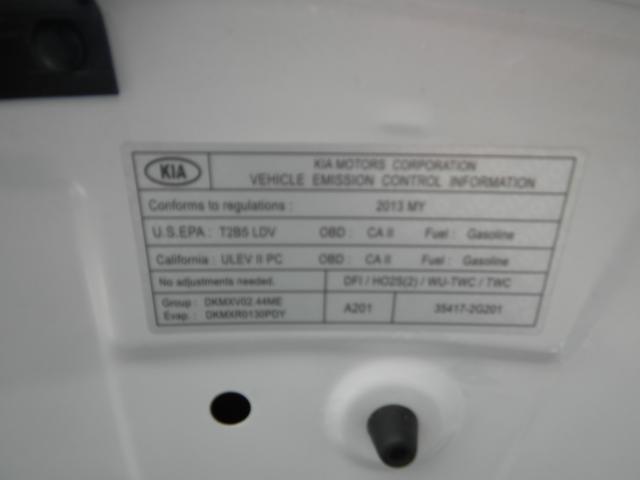 KIA
KIA MOTORS CORPORATION
VEHICLE EMISSION CONTROL INFORMATION
Conforms to regulations : 2013 MY
U.S.EPA : T2B5 LDV OBD : CA II Fuel : Gasoline
California : ULEV II PC OBD : CA II Fuel : Gasoline
No adjustments needed. DFI / HO2S(2) / WU-TWC / TWC
Group : DKMXV02.44ME
Evap. : DKMXR0130PDY
A201
35417-2G201